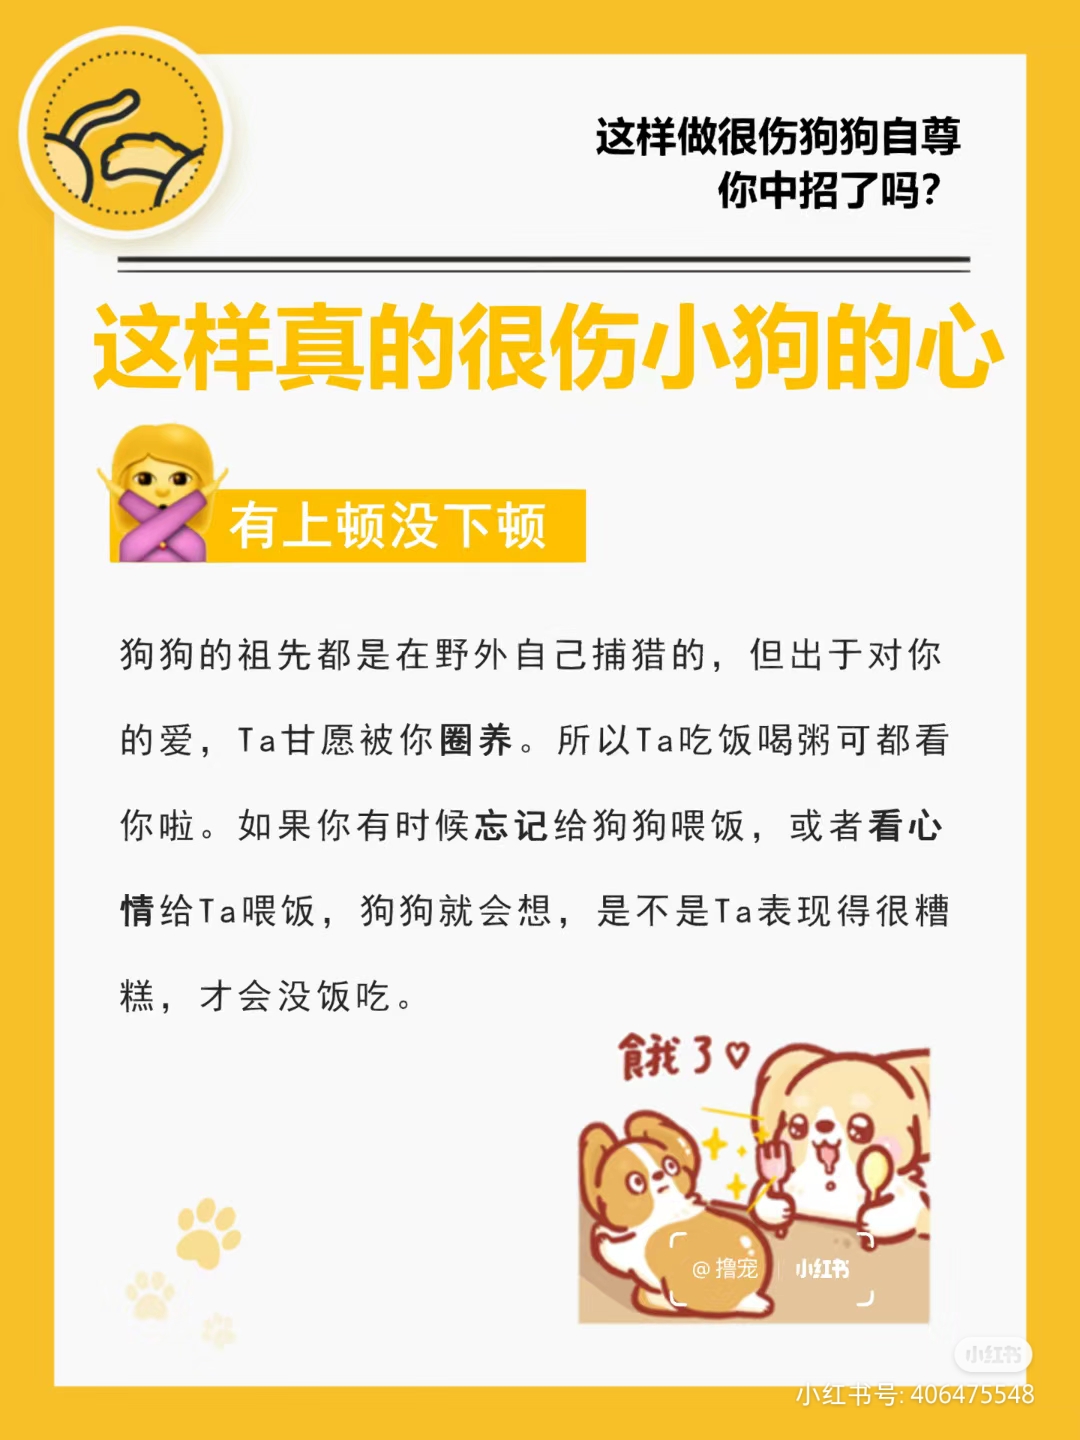 这样做很伤狗狗自尊
你中招了吗？
这样真的很伤小狗的心
有上顿没下顿
狗狗的祖先都是在野外自己捕猎的，但出于对你
的爱，Ta甘愿被你圈养。所以Ta吃饭喝粥可都看
你啦。如果你有时候忘记给狗狗喂饭，或者看心
情给Ta喂饭，狗狗就会想，是不是Ta表现得很糟
糕，才会没饭吃。
餓了♡
@撸宠 小红书
小红书
小红书号: 406475548